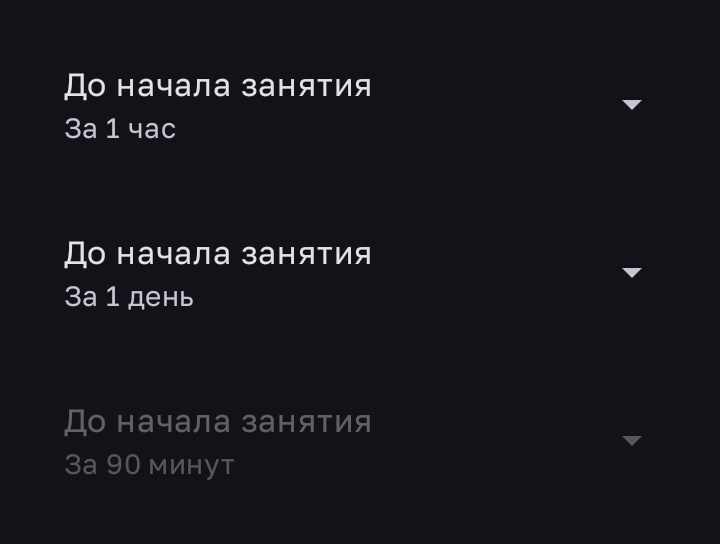 До начала занятия
За 1 час
До начала занятия
За 1 день
До начала занятия
За 90 минут